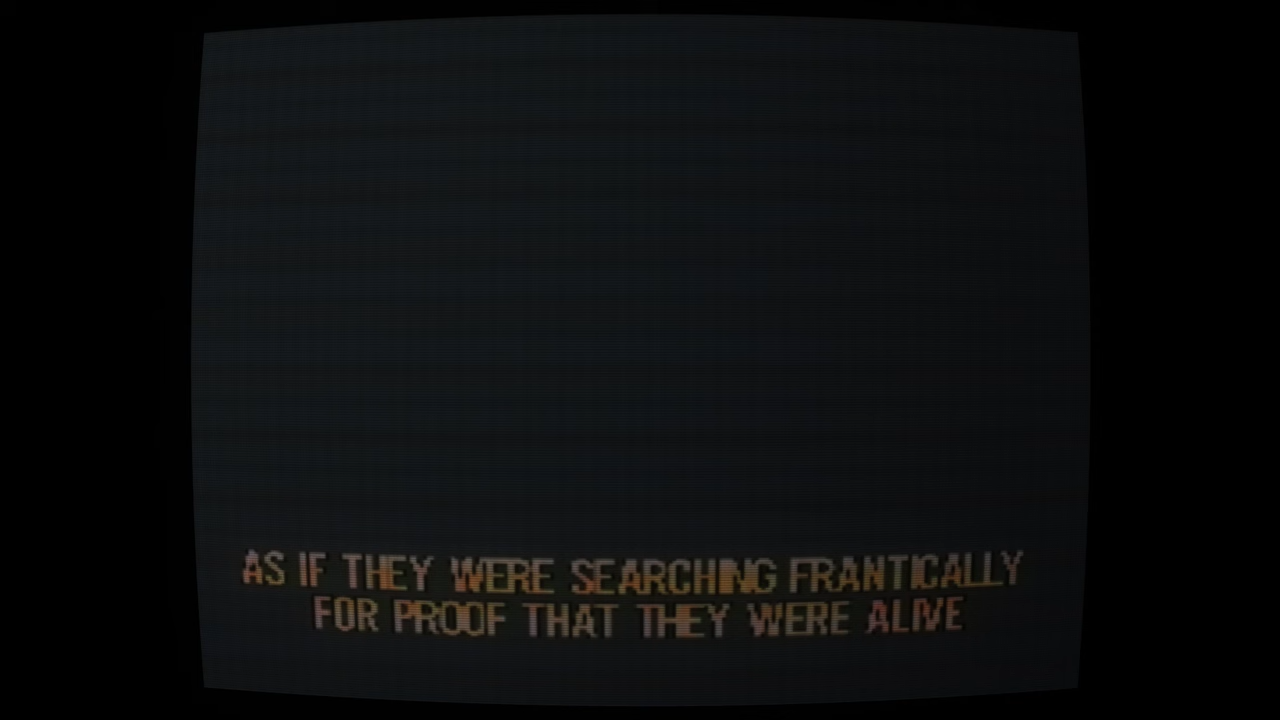 AS IF THEY WERE SEARCHING FRANTICALLY
FOR PROOF THAT THEY WERE ALIVE